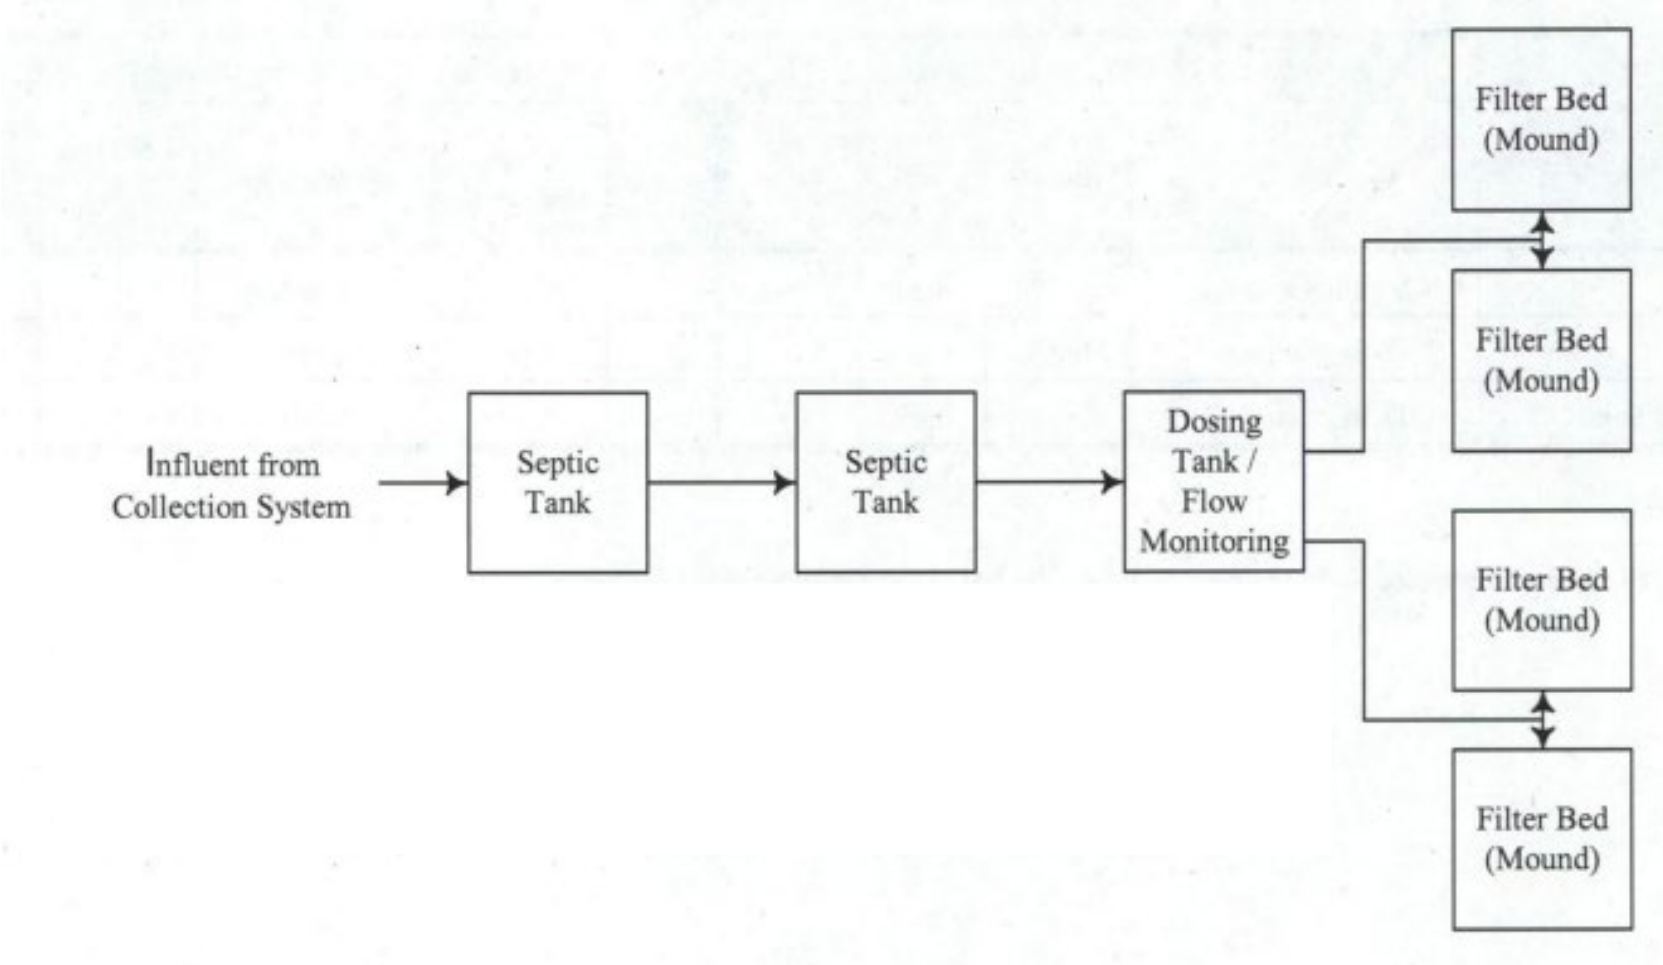 Influent from
Collection System
Septic
Tank
Septic
Tank
Dosing
Tank /
Flow
Monitoring
Filter Bed
(Mound)
Filter Bed
(Mound)
Filter Bed
(Mound)
Filter Bed
(Mound)